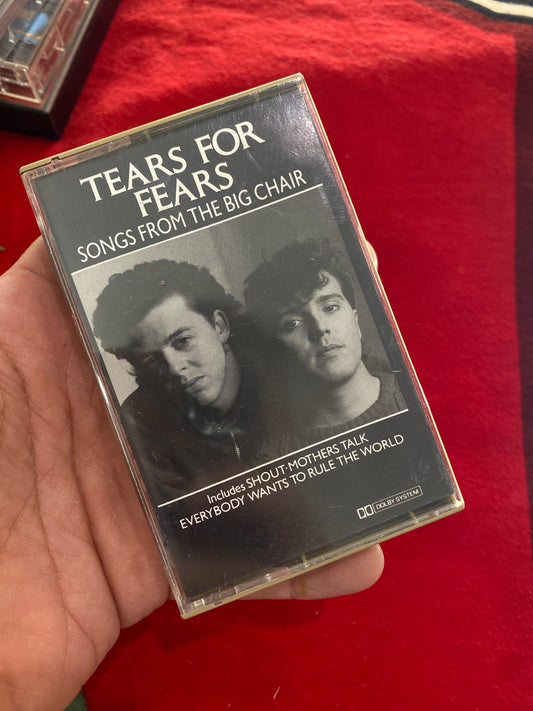 TEARS FOR
FEARS
SONGS FROM THE BIG CHAIR
Includes SHOUT·MOTHERS TALK
EVERYBODY WANTS TO RULE THE WORLD
DOLBY SYSTEM